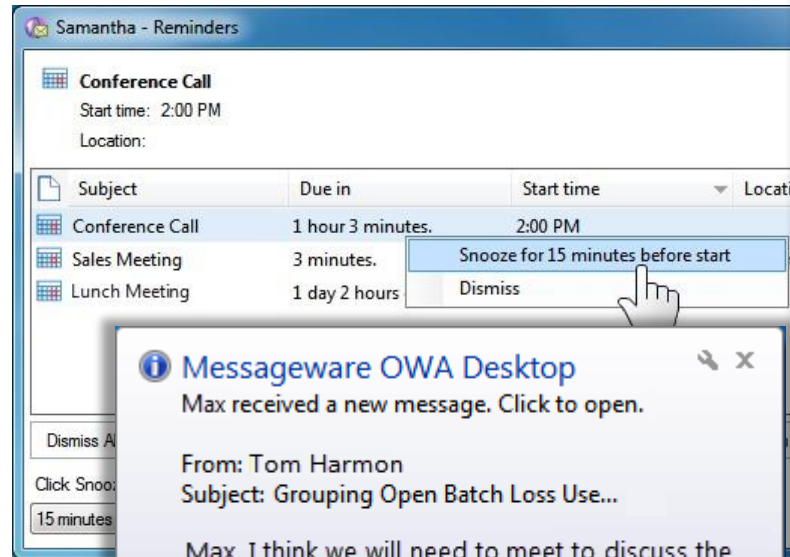 Samantha - Reminders
Conference Call
Start time: 2:00 PM
Location:
Subject Due in Start time
Conference Call 1 hour 3 minutes. 2:00 PM
Sales Meeting 3 minutes.
Lunch Meeting 1 day 2 hours
Snooze for 15 minutes before start
Dismiss
Dismiss
Click
15 minutes
Messageware OWA Desktop
Max received a new message. Click to open.
From: Tom Harmon
Subject: Grouping Open Batch Loss Use...
Max, I think we will need to meet to discuss the